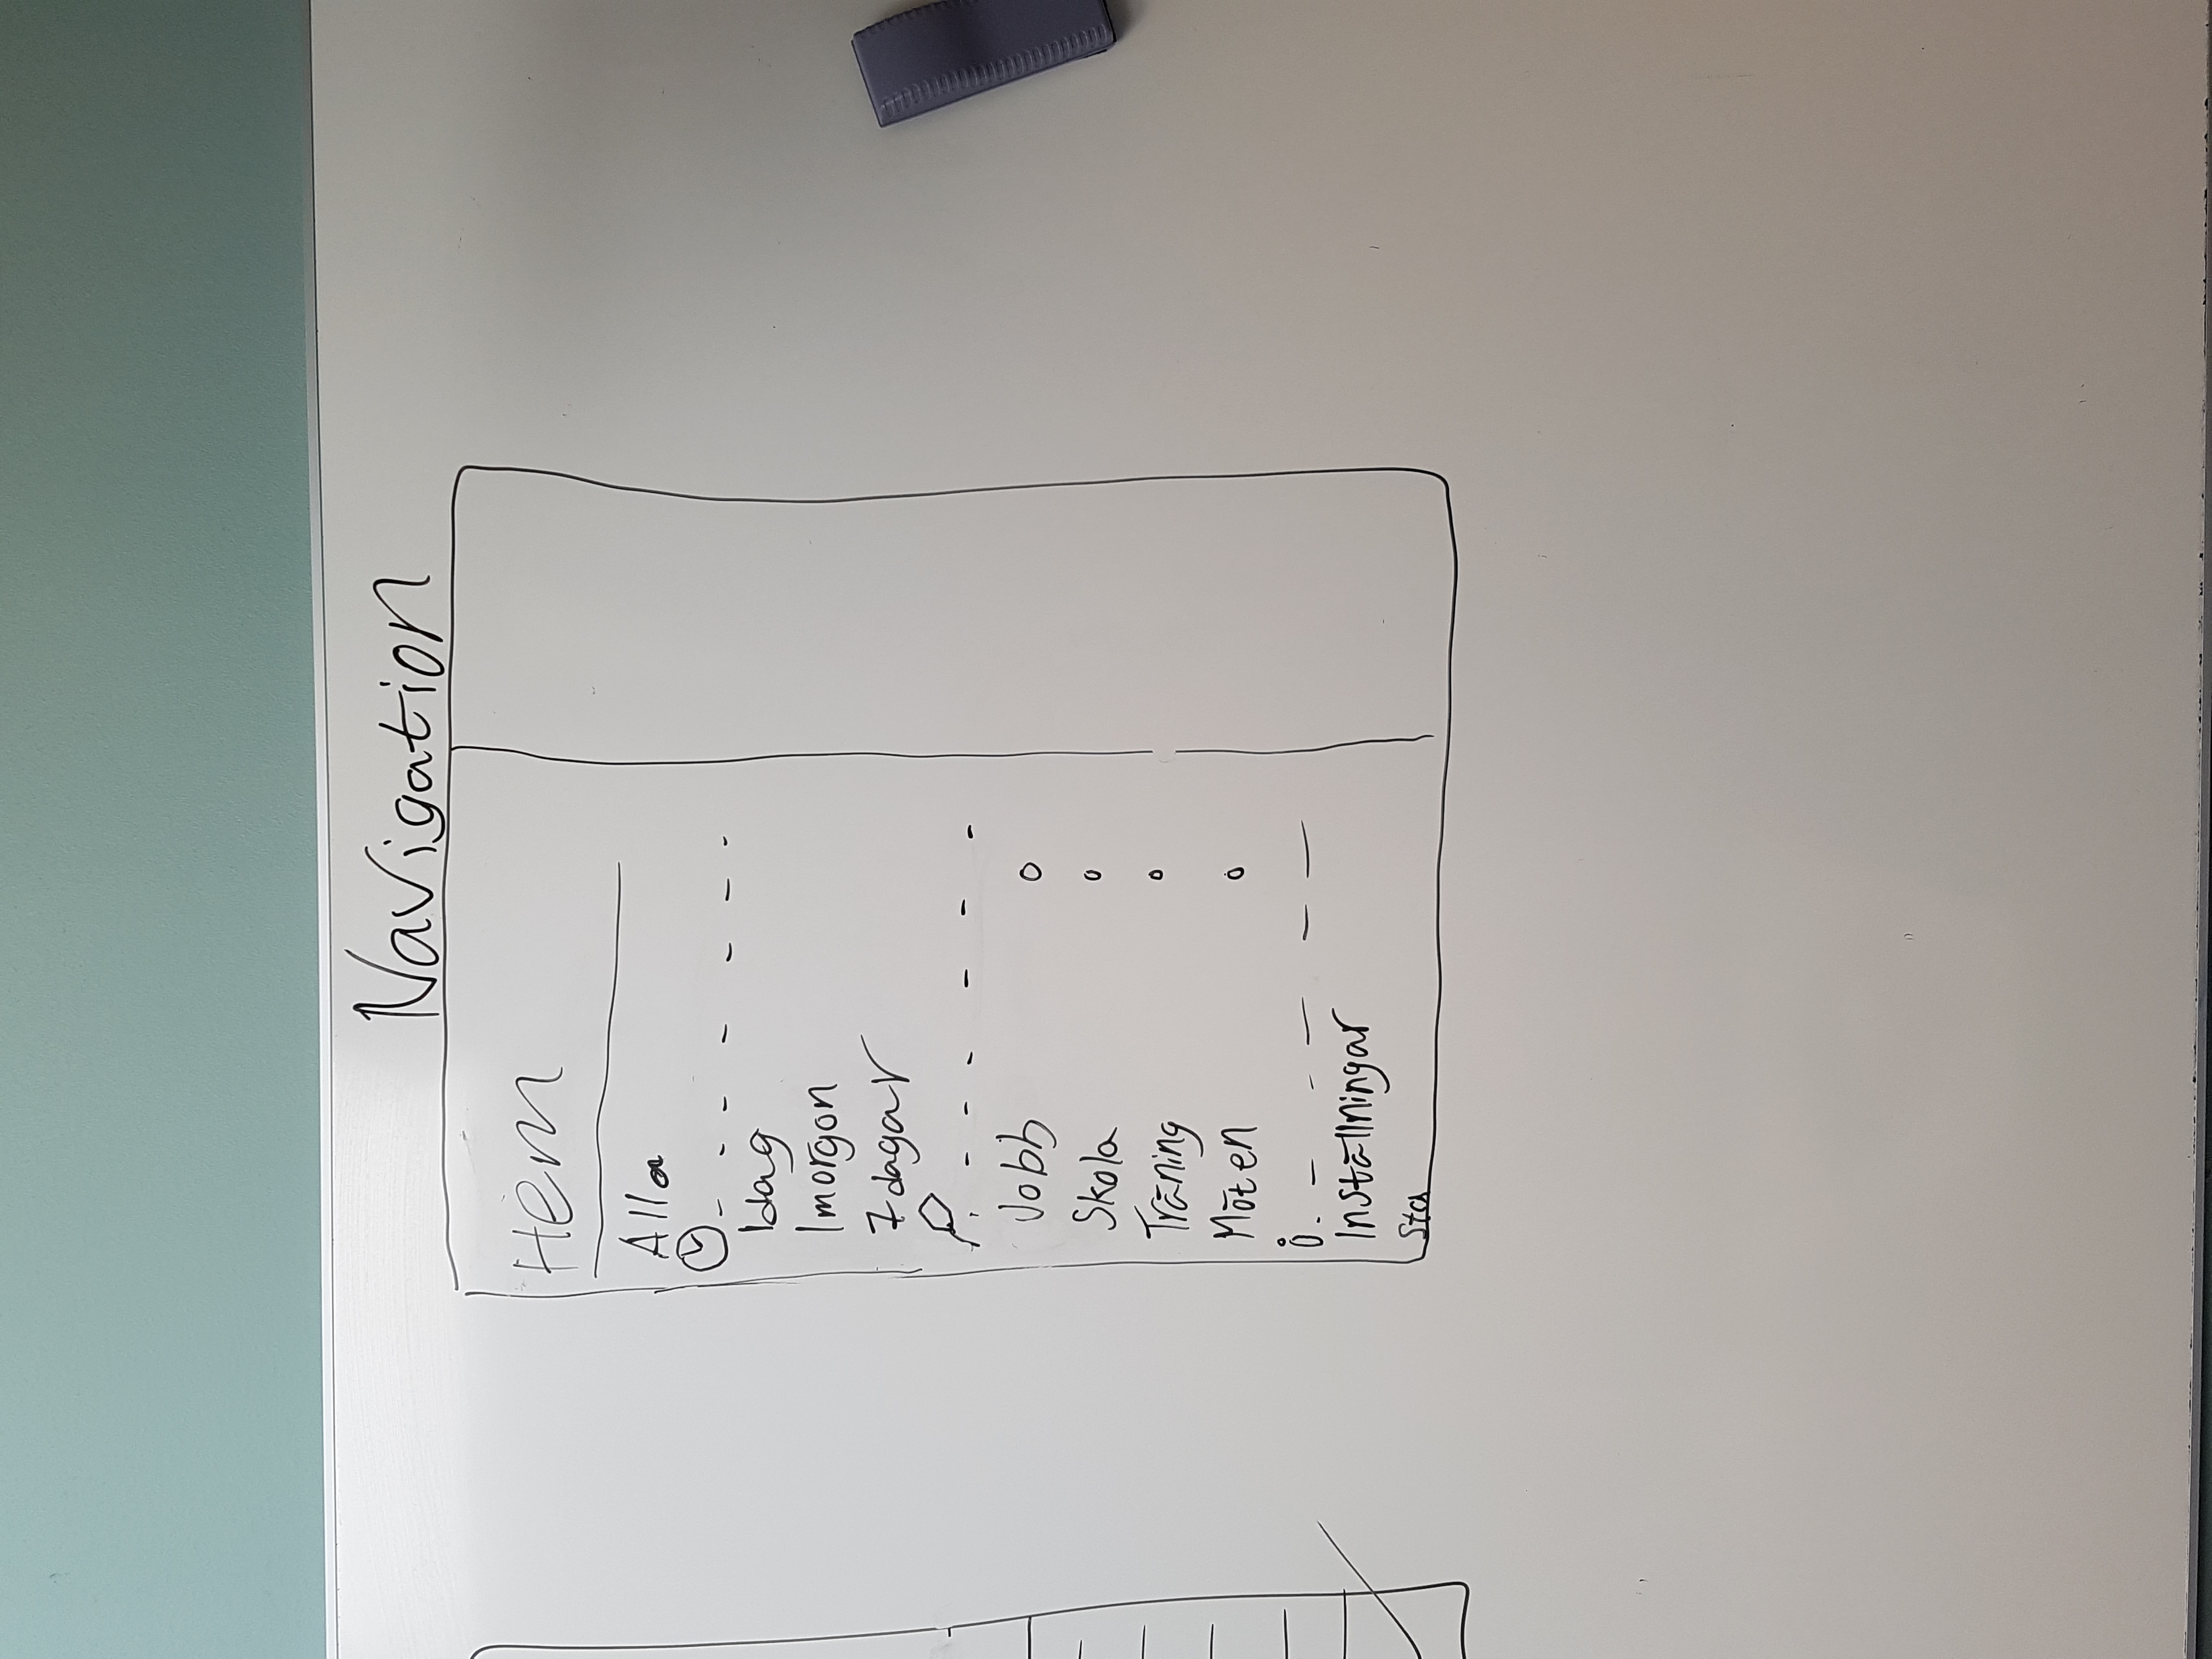 Navigation
Hem
Alla
Idag
Imorgon
7 dagar
Jobb
Skola
Träning
Möten
Inställningar
Sta